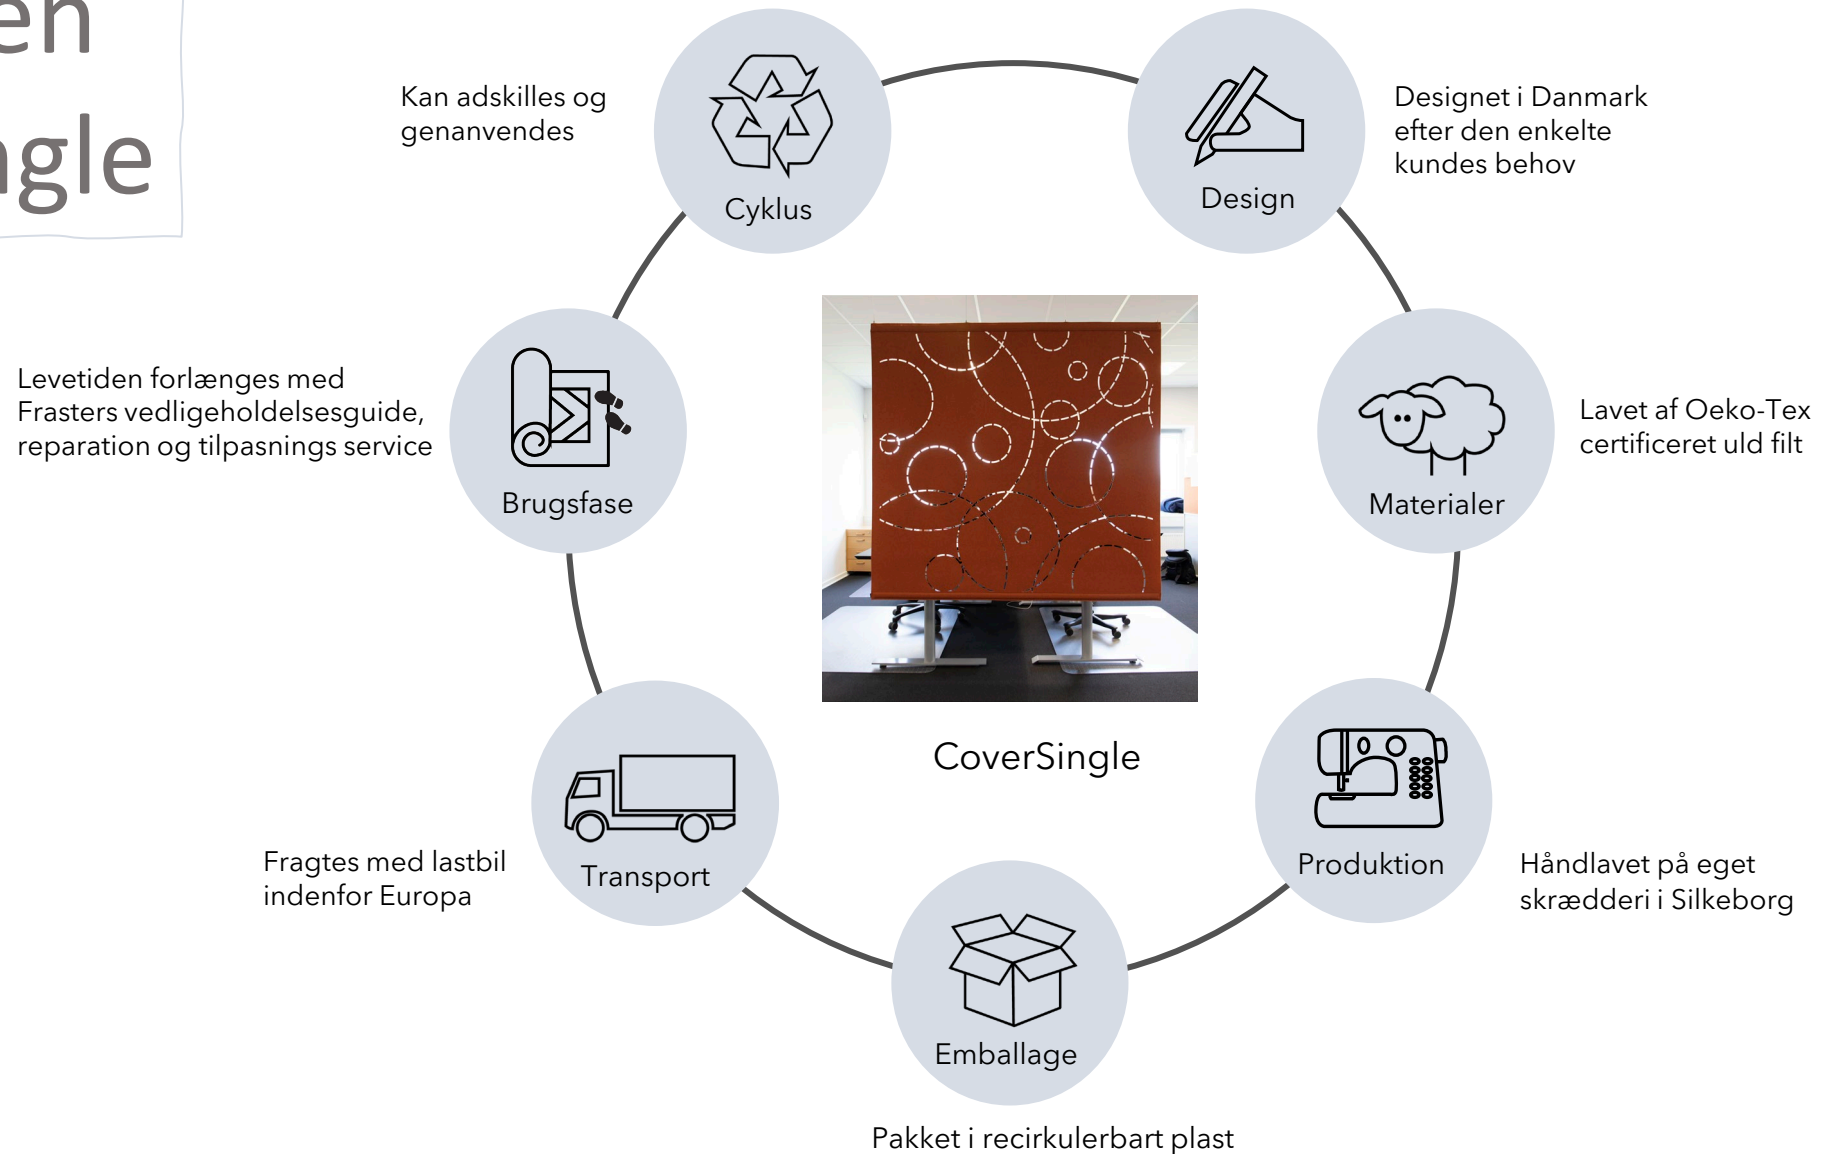 Kan adskilles og
genanvendes
Cyklus
Design
Designet i Danmark
efter den enkelte
kundes behov
Levetiden forlænges med
Frasters vedligeholdelsesguide,
reparation og tilpasnings service
Brugsfase
Materialer
Lavet af Oeko-Tex
certificeret uld filt
CoverSingle
Fragtes med lastbil
indenfor Europa
Transport
Produktion
Håndlavet på eget
skrædderi i Silkeborg
Emballage
Pakket i recirkulerbart plast